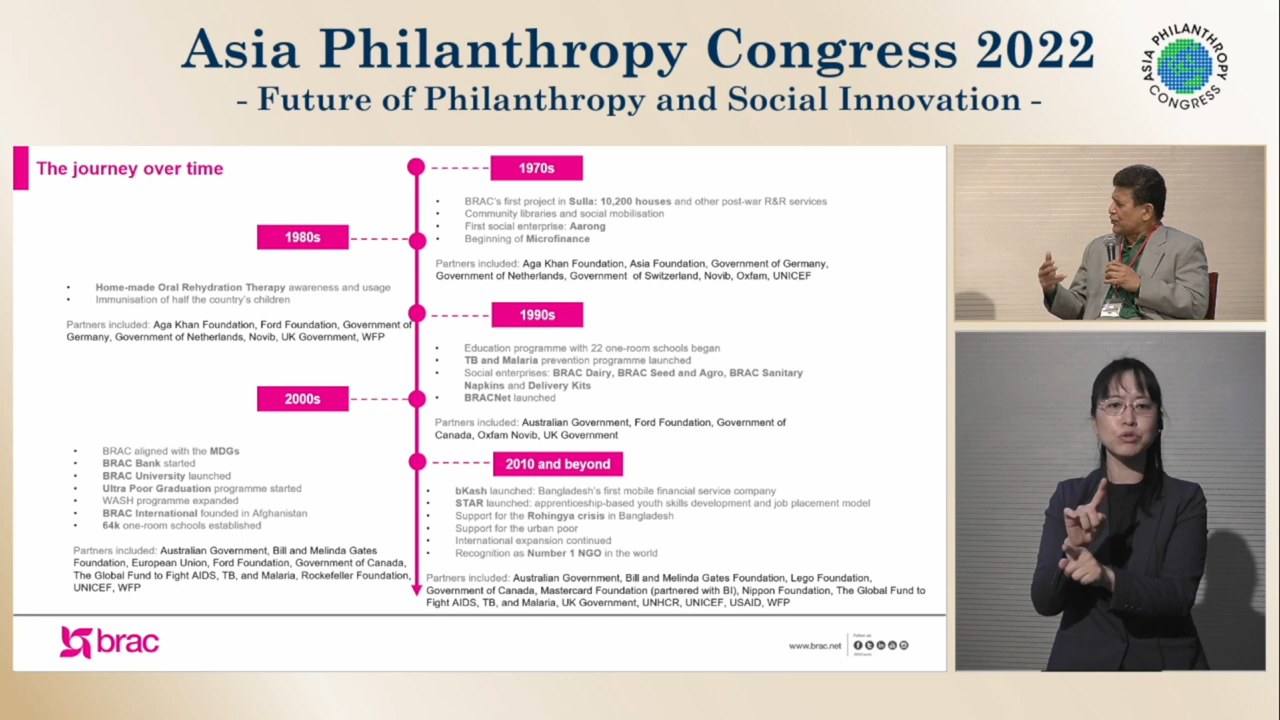 Asia Philanthropy Congress 2022
- Future of Philanthropy and Social Innovation -
ASIA PHILANTHROPY CONGRESS
The journey over time
1970s
• BRAC's first project in Sulla: 10,200 houses and other post-war R&R services
• Community libraries and social mobilisation
• First social enterprise: Aarong
• Beginning of Microfinance
Partners included: Aga Khan Foundation, Asia Foundation, Government of Germany,
Government of Netherlands, Government of Switzerland, Novib, Oxfam, UNICEF
1980s
• Home-made Oral Rehydration Therapy awareness and usage
• Immunisation of half the country's children
Partners included: Aga Khan Foundation, Ford Foundation, Government of
Germany, Government of Netherlands, Novib, UK Government, WFP
1990s
• Education programme with 22 one-room schools began
• TB and Malaria prevention programme launched
• Social enterprises: BRAC Dairy, BRAC Seed and Agro, BRAC Sanitary
Napkins and Delivery Kits
• BRACNet launched
Partners included: Australian Government, Ford Foundation, Government of
Canada, Oxfam Novib, UK Government
2000s
• BRAC aligned with the MDGs
• BRAC Bank started
• BRAC University launched
• Ultra Poor Graduation programme started
• WASH programme expanded
• BRAC International founded in Afghanistan
• 64k one-room schools established
Partners included: Australian Government, Bill and Melinda Gates
Foundation, European Union, Ford Foundation, Government of Canada,
The Global Fund to Fight AIDS, TB, and Malaria, Rockefeller Foundation,
UNICEF, WFP
2010 and beyond
• bKash launched: Bangladesh's first mobile financial service company
• STAR launched: apprenticeship-based youth skills development and job placement model
• Support for the Rohingya crisis in Bangladesh
• Support for the urban poor
• International expansion continued
• Recognition as Number 1 NGO in the world
Partners included: Australian Government, Bill and Melinda Gates Foundation, Lego Foundation,
Government of Canada, Mastercard Foundation (partnered with BI), Nippon Foundation, The Global Fund to
Fight AIDS, TB, and Malaria, UK Government, UNHCR, UNICEF, USAID, WFP
brac
www.brac.net
Follow us